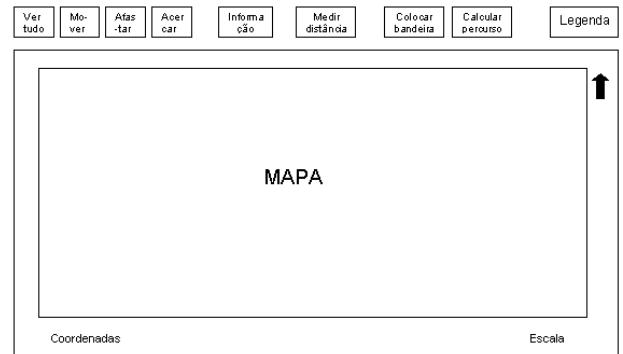 Ver
tudo
Mo-
ver
Afas
-tar
Acer
car
Informa
ção
Medir
distância
Colocar
bandeira
Calcular
percurso
Legenda
MAPA
Coordenadas
Escala